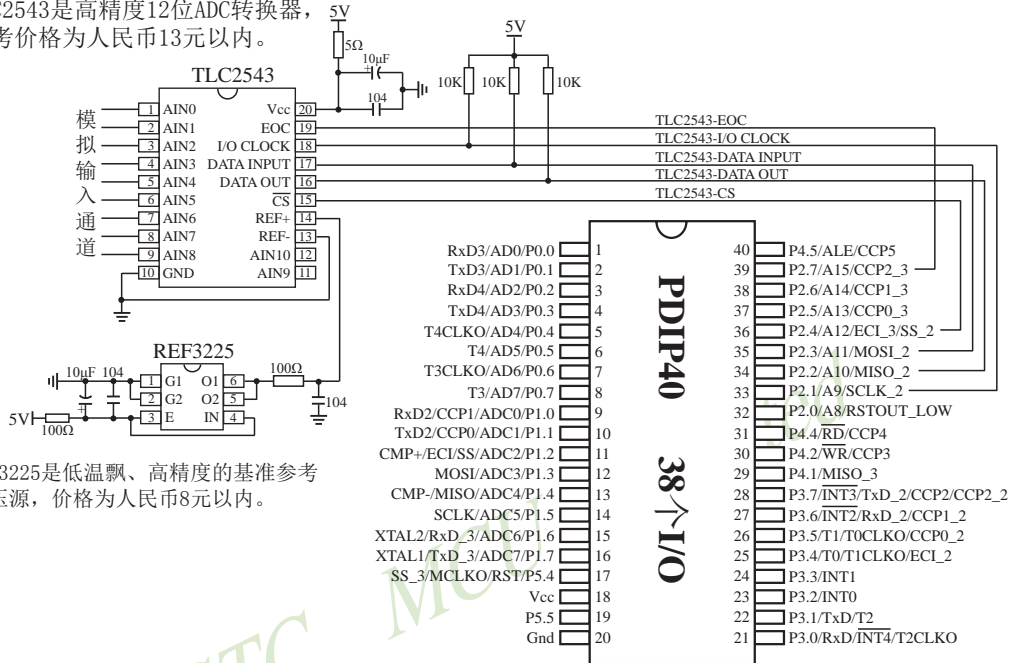 C2543是高精度12位ADC转换器，
考价格为人民币13元以内。
5V
5Ω
10μF
+
104
5V
10K
10K
10K
TLC2543
模拟输入通道
1 AIN0
2 AIN1
3 AIN2
4 AIN3
5 AIN4
6 AIN5
7 AIN6
8 AIN7
9 AIN8
10 GND
Vcc 20
EOC 19
I/O CLOCK 18
DATA INPUT 17
DATA OUT 16
CS 15
REF+ 14
REF- 13
AIN10 12
AIN9 11
TLC2543-EOC
TLC2543-I/O CLOCK
TLC2543-DATA INPUT
TLC2543-DATA OUT
TLC2543-CS
REF3225
10μF 104
+
1 G1
2 G2
3 E
O1 6
O2 5
IN 4
100Ω
104
5V
100Ω
3225是低温飘、高精度的基准参考
压源，价格为人民币8元以内。
PDIP40
38个I/O
RxD3/AD0/P0.0 1
TxD3/AD1/P0.1 2
RxD4/AD2/P0.2 3
TxD4/AD3/P0.3 4
T4CLKO/AD4/P0.4 5
T4/AD5/P0.5 6
T3CLKO/AD6/P0.6 7
T3/AD7/P0.7 8
RxD2/CCP1/ADC0/P1.0 9
TxD2/CCP0/ADC1/P1.1 10
CMP+/ECI/SS/ADC2/P1.2 11
MOSI/ADC3/P1.3 12
CMP-/MISO/ADC4/P1.4 13
SCLK/ADC5/P1.5 14
XTAL2/RxD_3/ADC6/P1.6 15
XTAL1/TxD_3/ADC7/P1.7 16
SS_3/MCLKO/RST/P5.4 17
Vcc 18
P5.5 19
Gnd 20
40 P4.5/ALE/CCP5
39 P2.7/A15/CCP2_3
38 P2.6/A14/CCP1_3
37 P2.5/A13/CCP0_3
36 P2.4/A12/ECI_3/SS_2
35 P2.3/A11/MOSI_2
34 P2.2/A10/MISO_2
33 P2.1/A9/SCLK_2
32 P2.0/A8/RSTOUT_LOW
31 P4.4/RD/CCP4
30 P4.2/WR/CCP3
29 P4.1/MISO_3
28 P3.7/INT3/TxD_2/CCP2/CCP2_2
27 P3.6/INT2/RxD_2/CCP1_2
26 P3.5/T1/T0CLKO/CCP0_2
25 P3.4/T0/T1CLKO/ECI_2
24 P3.3/INT1
23 P3.2/INT0
22 P3.1/TxD/T2
21 P3.0/RxD/INT4/T2CLKO
STC MCU